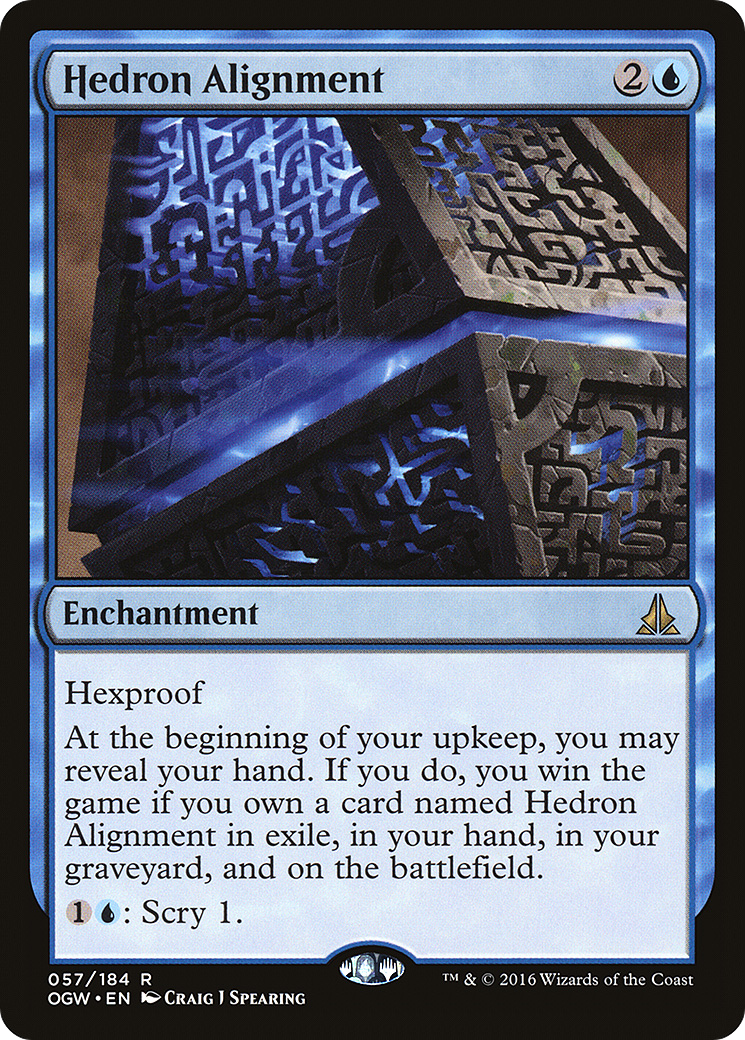 Hedron Alignment
2
Enchantment
Hexproof
At the beginning of your upkeep, you may
reveal your hand. If you do, you win the
game if you own a card named Hedron
Alignment in exile, in your hand, in your
graveyard, and on the battlefield.
1 : Scry 1.
057/184 R
OGW • EN Craig J Spearing
™ & © 2016 Wizards of the Coast